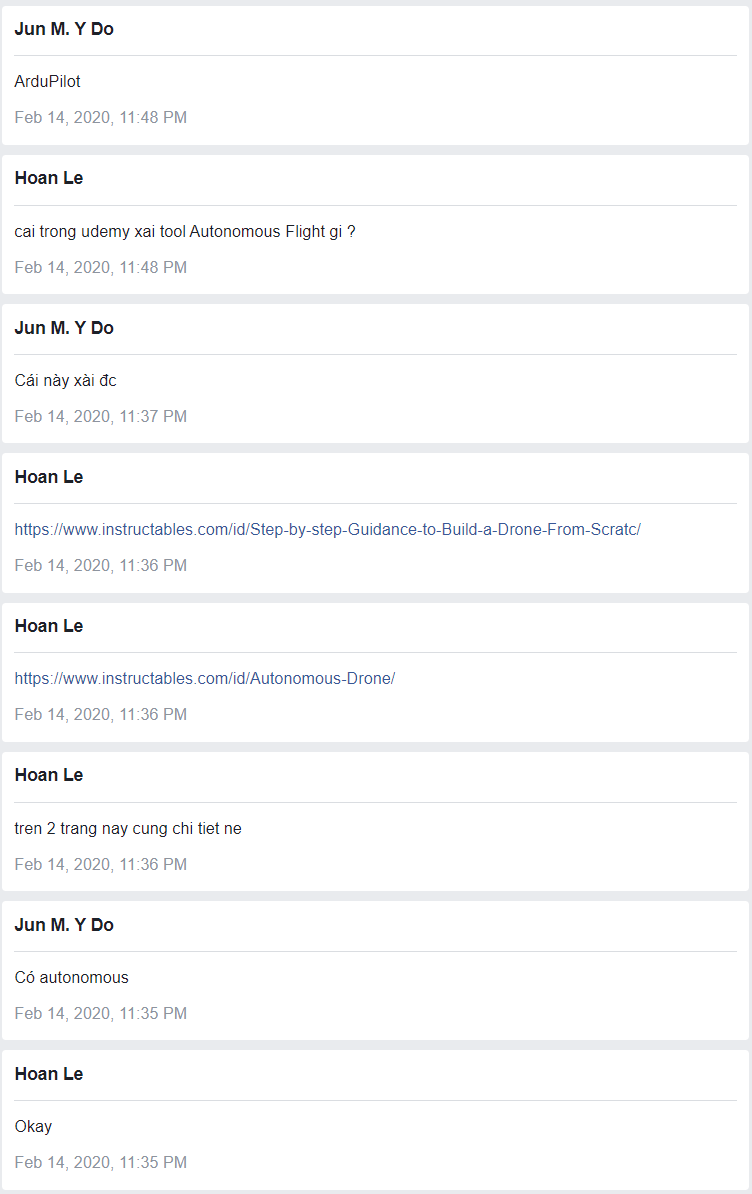 Jun M. Y Do
ArduPilot
Feb 14, 2020, 11:48 PM
Hoan Le
cai trong udemy xai tool Autonomous Flight gi ?
Feb 14, 2020, 11:48 PM
Jun M. Y Do
Cái này xài đc
Feb 14, 2020, 11:37 PM
Hoan Le
https://www.instructables.com/id/Step-by-step-Guidance-to-Build-a-Drone-From-Scratc/
Feb 14, 2020, 11:36 PM
Hoan Le
https://www.instructables.com/id/Autonomous-Drone/
Feb 14, 2020, 11:36 PM
Hoan Le
tren 2 trang nay cung chi tiet ne
Feb 14, 2020, 11:36 PM
Jun M. Y Do
Có autonomous
Feb 14, 2020, 11:35 PM
Hoan Le
Okay
Feb 14, 2020, 11:35 PM